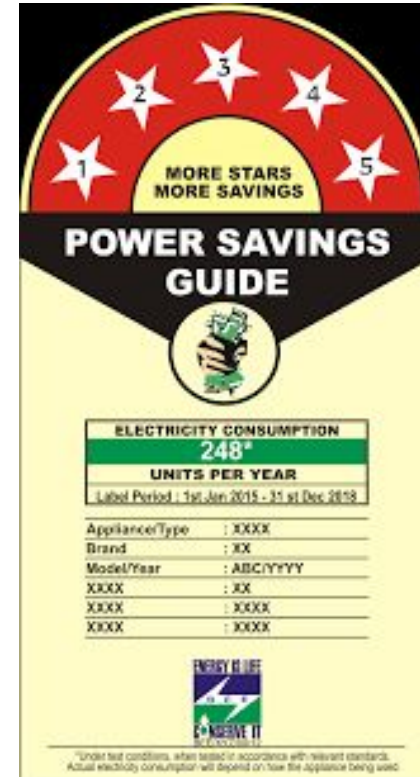 1 2 3 4 5
MORE STARS
MORE SAVINGS
POWER SAVINGS
GUIDE
ELECTRICITY CONSUMPTION
248*
UNITS PER YEAR
Label Period : 1st Jan 2015 - 31 st Dec 2018
Appliance/Type : XXXX
Brand : XX
Model/Year : ABC/YYYY
XXXX : XX
XXXX : XXXX
XXXX : XXXX
ENERGY IS LIFE
BEE
CONSERVE IT
*Under test conditions, when tested in accordance with relevant standards.
Actual electricity consumption will depend on how the appliance being used.